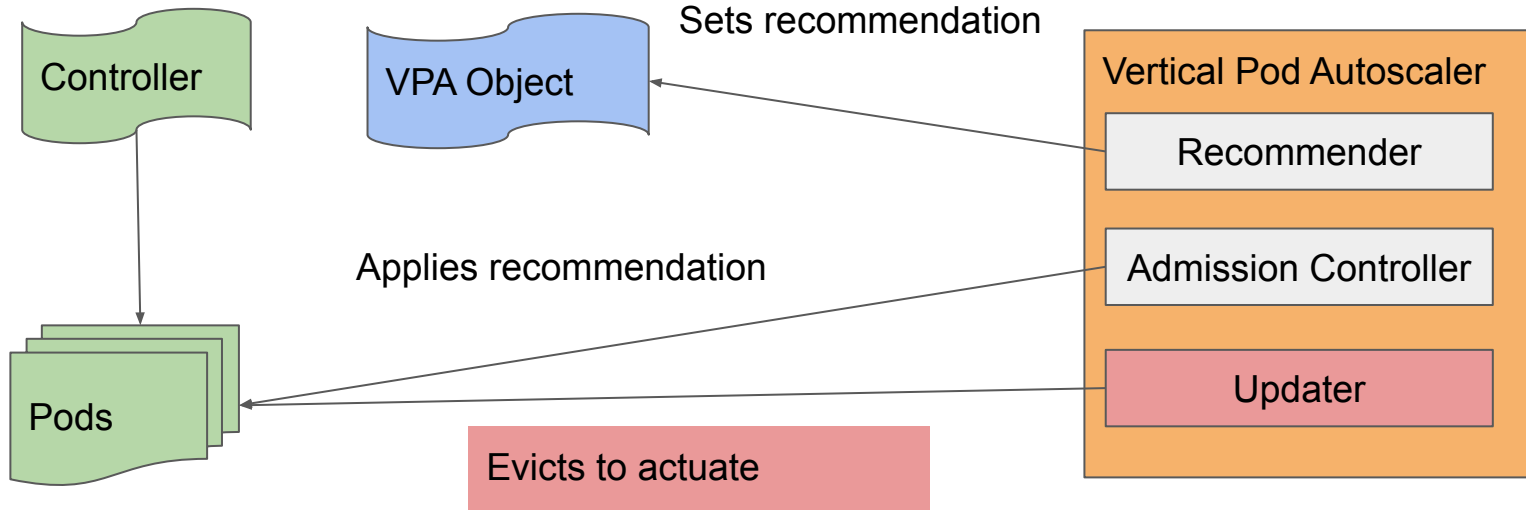 Sets recommendation
Controller
VPA Object
Vertical Pod Autoscaler
Recommender
Applies recommendation
Admission Controller
Updater
Pods
Evicts to actuate